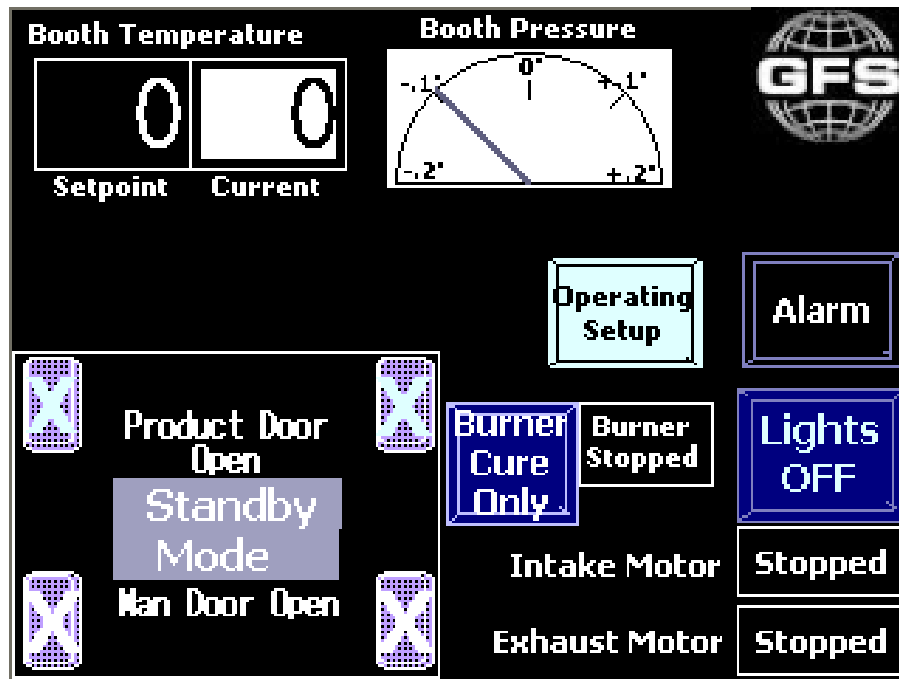 Booth Temperature
0 0
Setpoint Current
Booth Pressure
-.2" -.1" 0" +.1" +.2"
GFS
Operating
Setup
Alarm
X X
Product Door
Open
Standby
Mode
Man Door Open
X X
Burner
Cure
Only
Burner
Stopped
Lights
OFF
Intake Motor Stopped
Exhaust Motor Stopped